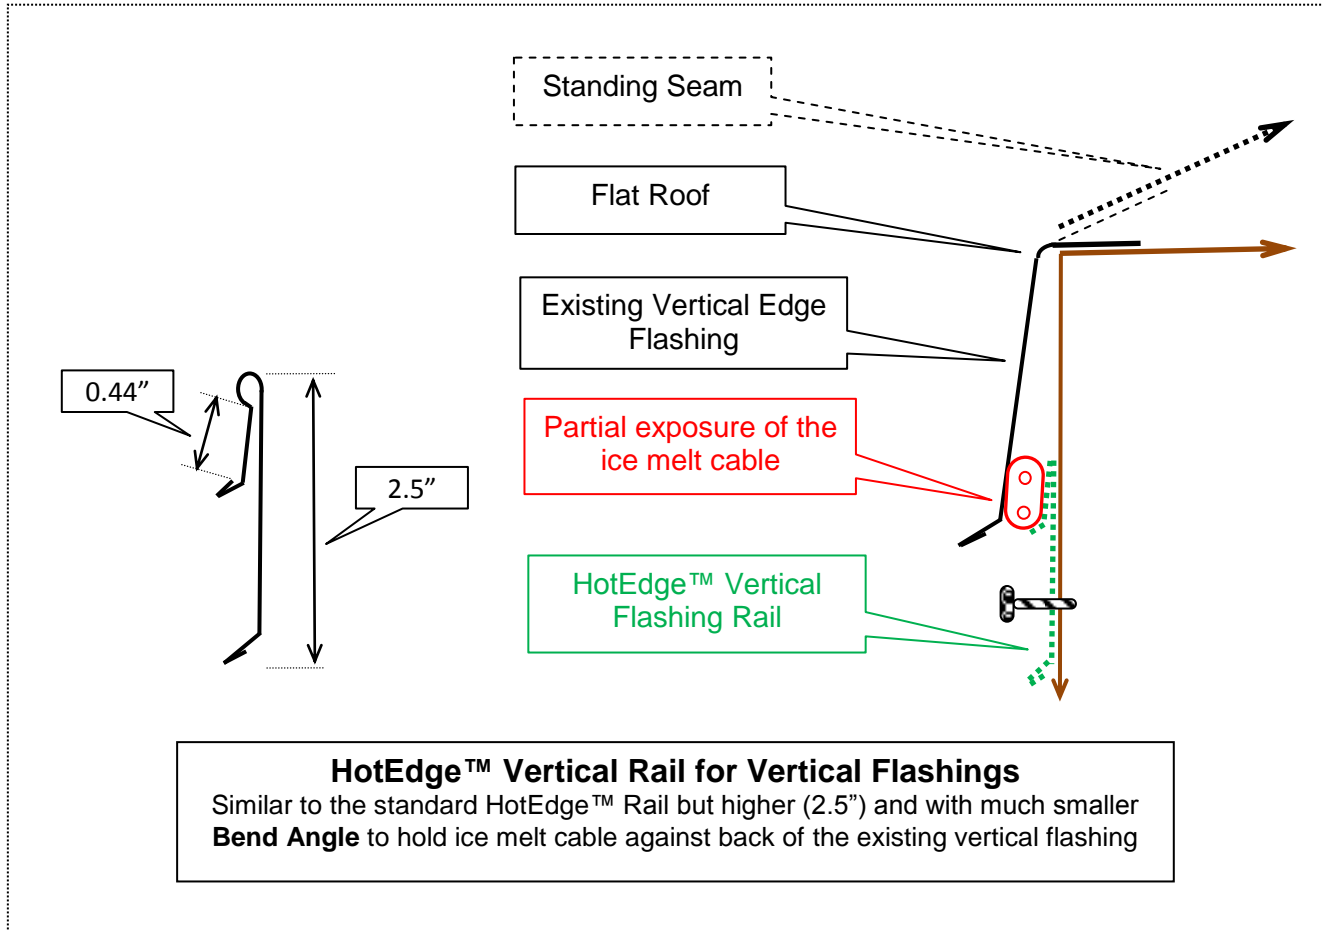 Standing Seam
Flat Roof
Existing Vertical Edge
Flashing
0.44”
Partial exposure of the
ice melt cable
2.5”
HotEdge™ Vertical
Flashing Rail
HotEdge™ Vertical Rail for Vertical Flashings
Similar to the standard HotEdge™ Rail but higher (2.5”) and with much smaller
Bend Angle to hold ice melt cable against back of the existing vertical flashing